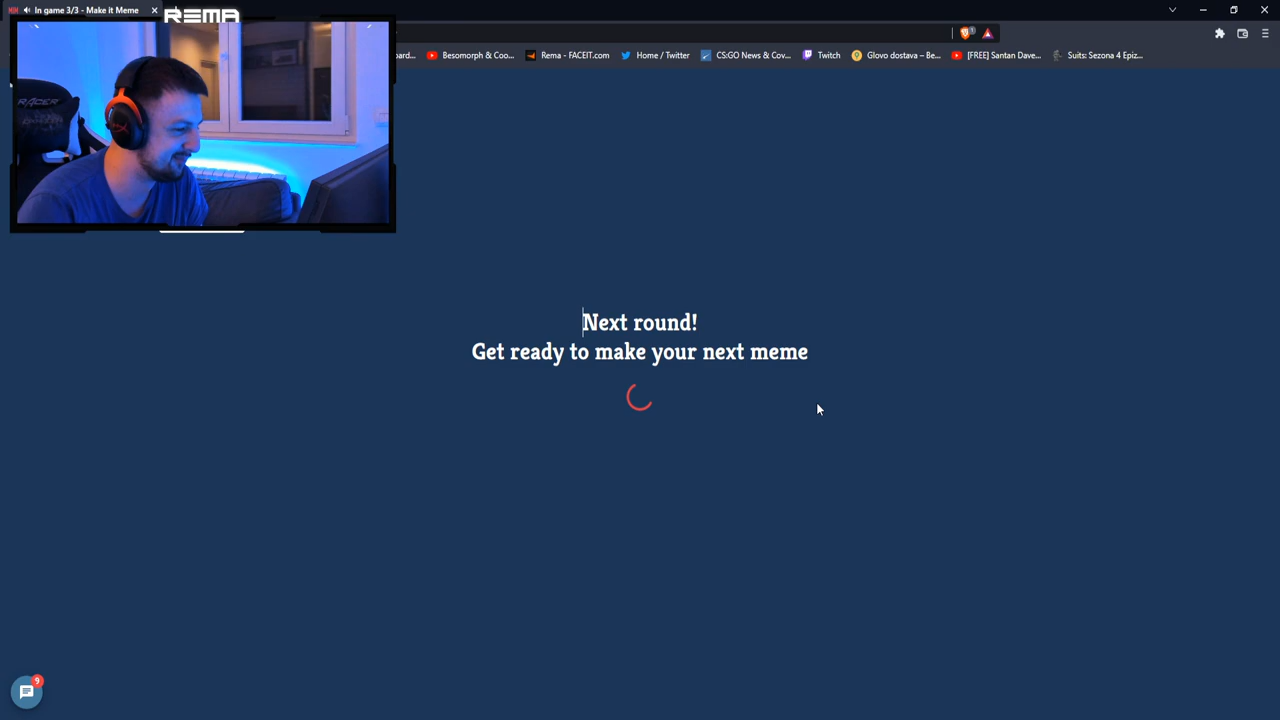 In game 3/3 - Make it Meme
REMA
oard...
Besomorph & Coo...
Rema - FACEIT.com
Home / Twitter
CS:GO News & Cov...
Twitch
Glovo dostava – Be...
[FREE] Santan Dave...
Suits: Sezona 4 Epiz...
RACER
Next round!
Get ready to make your next meme
9